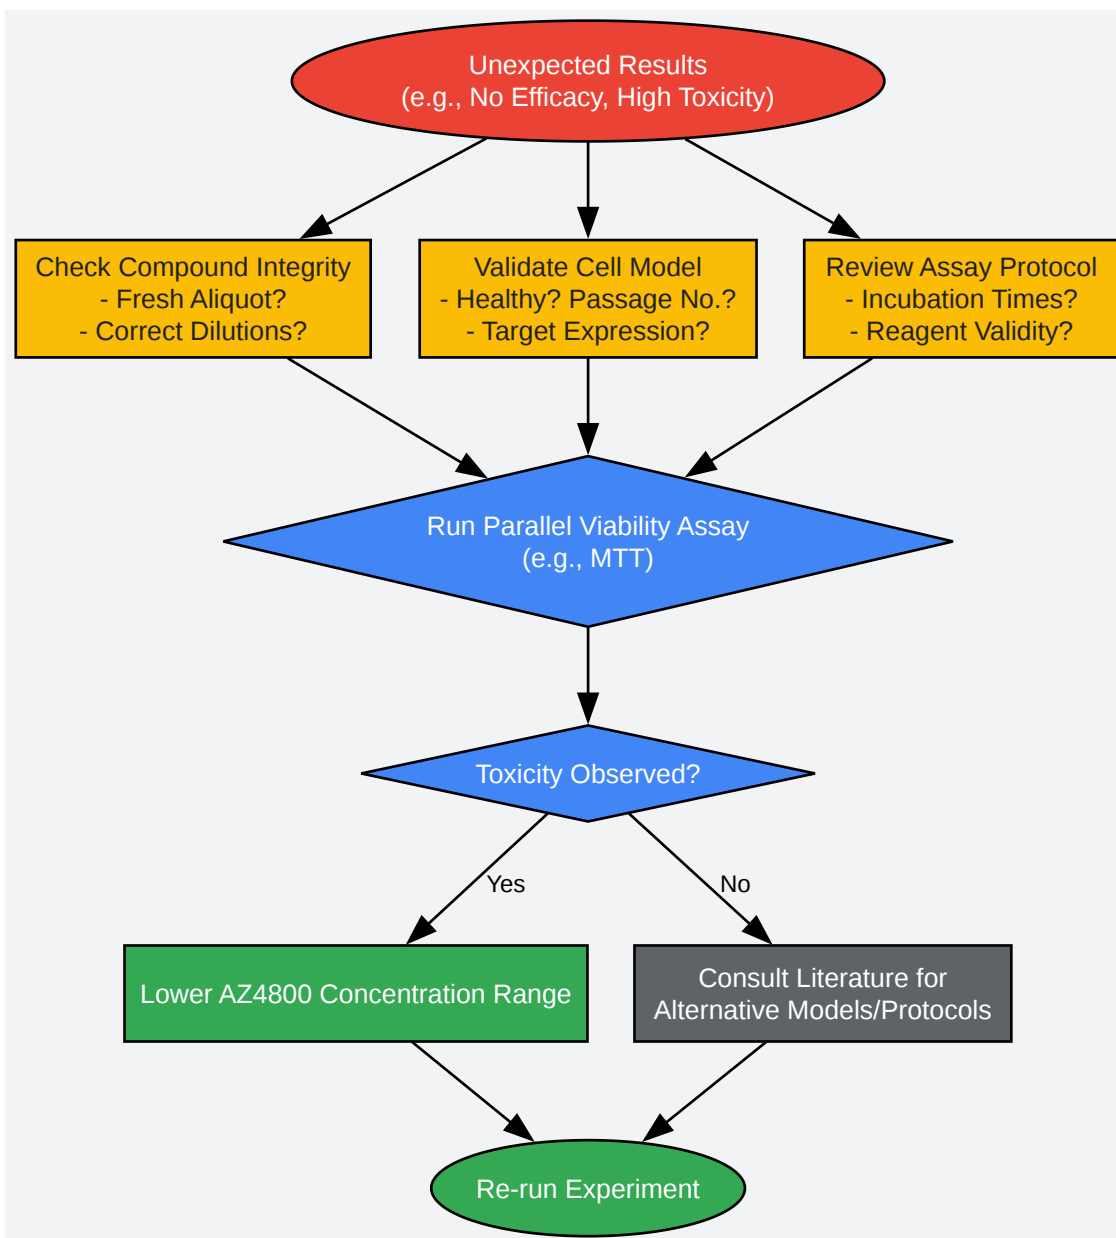 Unexpected Results
(e.g., No Efficacy, High Toxicity)
Check Compound Integrity
- Fresh Aliquot?
- Correct Dilutions?
Validate Cell Model
- Healthy? Passage No.?
- Target Expression?
Review Assay Protocol
- Incubation Times?
- Reagent Validity?
Run Parallel Viability Assay
(e.g., MTT)
Toxicity Observed?
Yes
No
Lower AZ4800 Concentration Range
Consult Literature for
Alternative Models/Protocols
Re-run Experiment